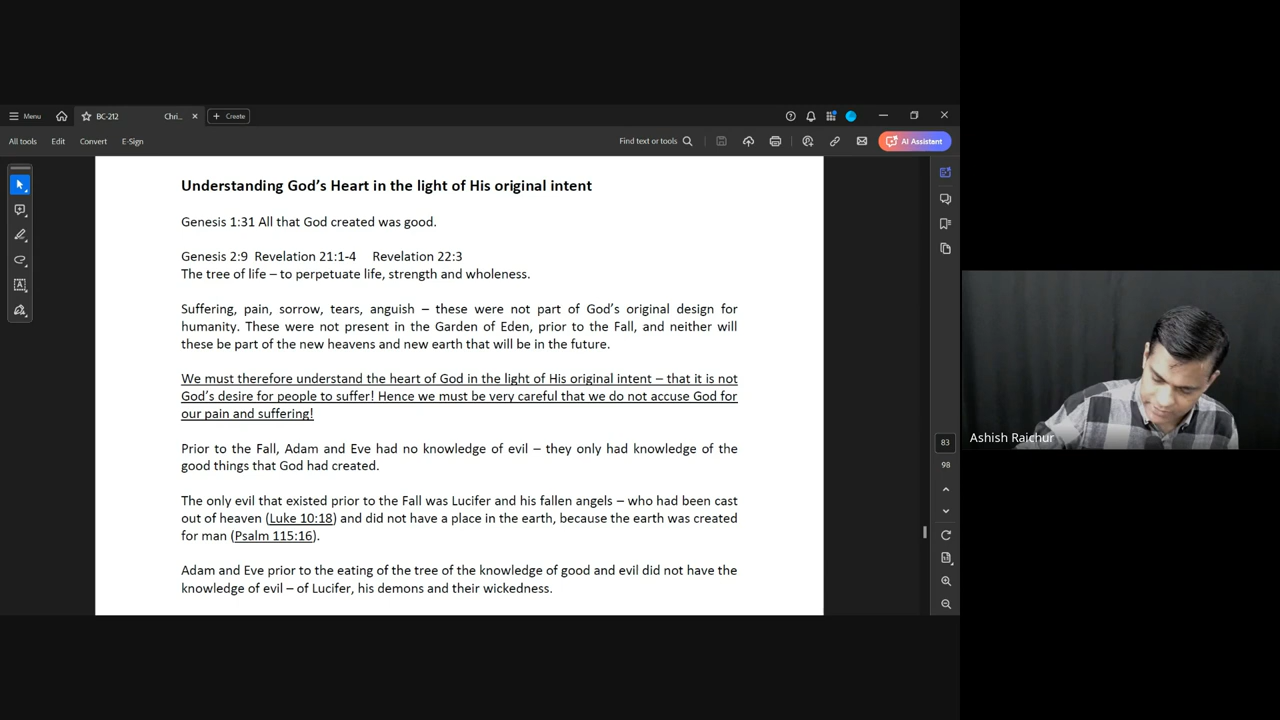 Menu
BC-212
Chri...
Create
All tools
Edit
Convert
E-Sign
Find text or tools
AI Assistant
Understanding God's Heart in the light of His original intent
Genesis 1:31 All that God created was good.
Genesis 2:9 Revelation 21:1-4 Revelation 22:3
The tree of life – to perpetuate life, strength and wholeness.
Suffering, pain, sorrow, tears, anguish – these were not part of God's original design for
humanity. These were not present in the Garden of Eden, prior to the Fall, and neither will
these be part of the new heavens and new earth that will be in the future.
We must therefore understand the heart of God in the light of His original intent – that it is not
God's desire for people to suffer! Hence we must be very careful that we do not accuse God for
our pain and suffering!
Prior to the Fall, Adam and Eve had no knowledge of evil – they only had knowledge of the
good things that God had created.
The only evil that existed prior to the Fall was Lucifer and his fallen angels – who had been cast
out of heaven (Luke 10:18) and did not have a place in the earth, because the earth was created
for man (Psalm 115:16).
Adam and Eve prior to the eating of the tree of the knowledge of good and evil did not have the
knowledge of evil – of Lucifer, his demons and their wickedness.
83
98
Ashish Raichur